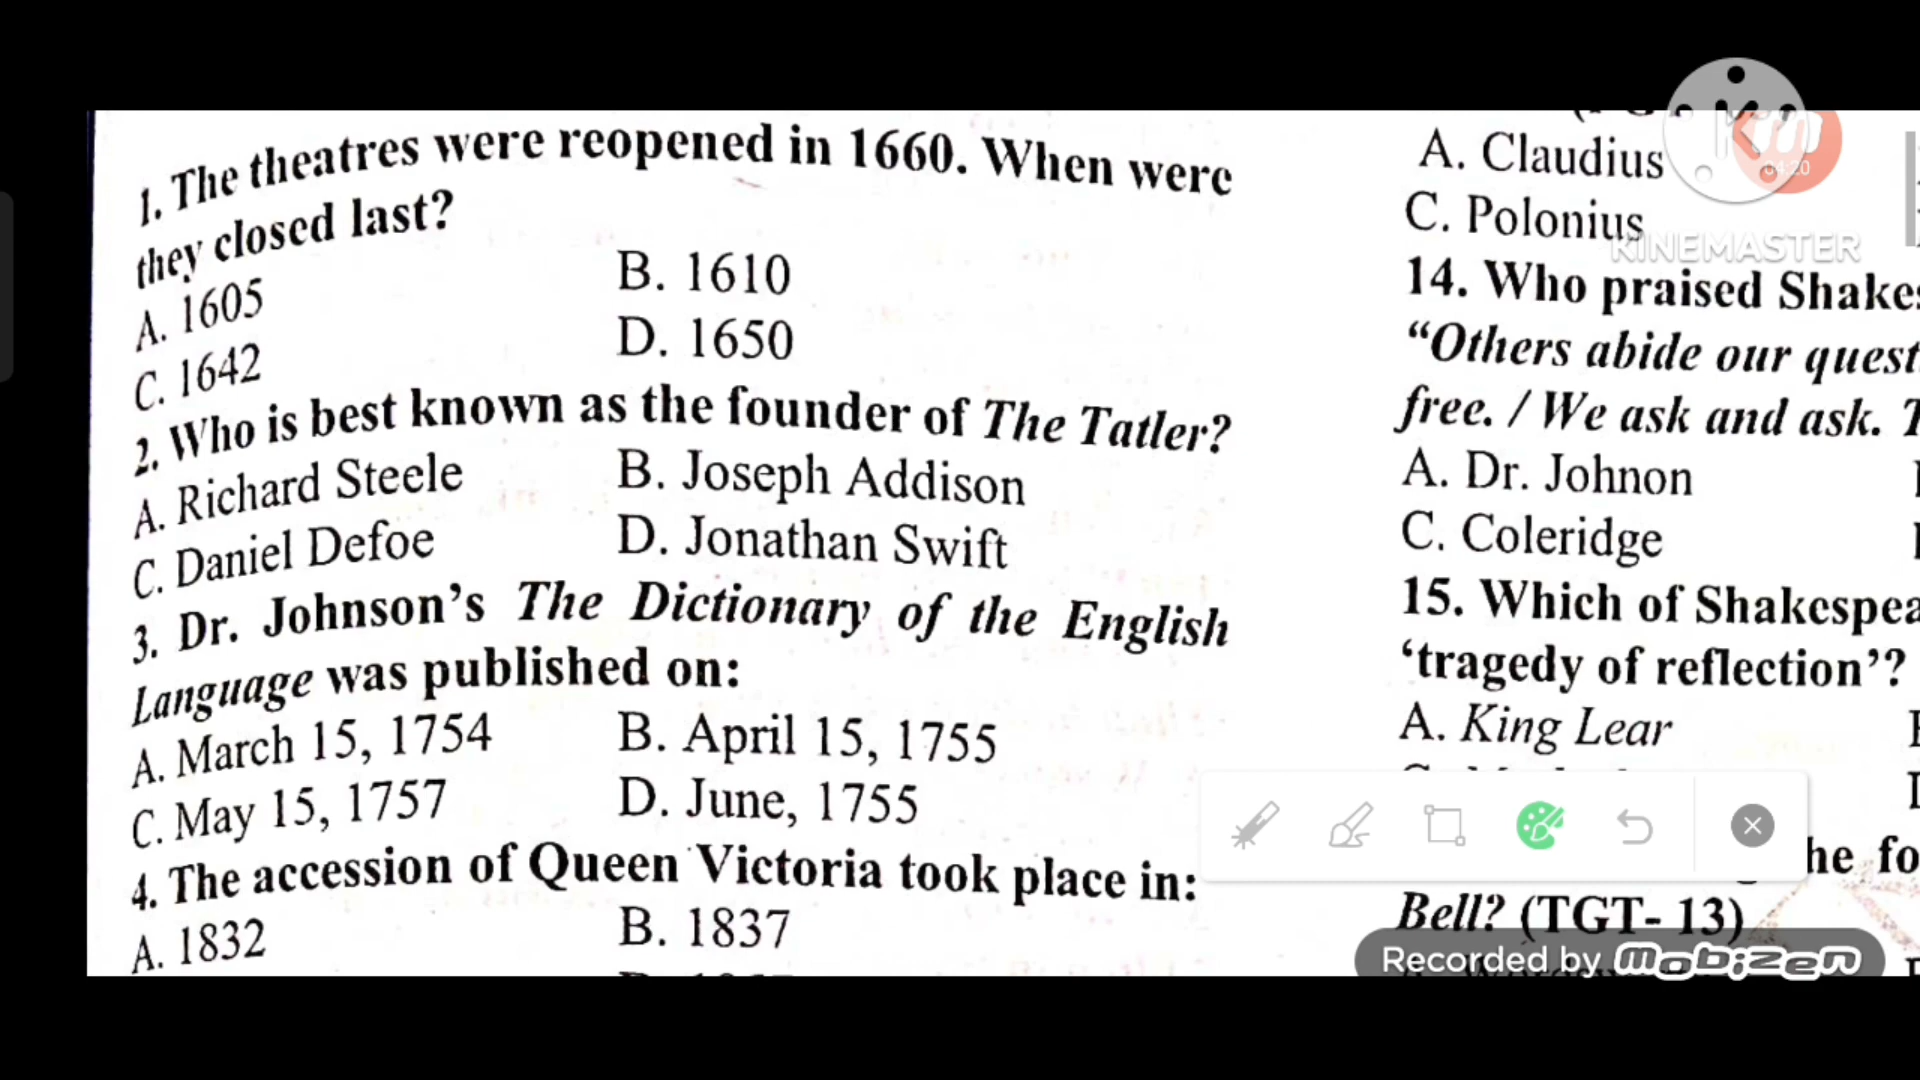 1. The theatres were reopened in 1660. When were
they closed last?
A. 1605 B. 1610
C. 1642 D. 1650
2. Who is best known as the founder of The Tatler?
A. Richard Steele B. Joseph Addison
C. Daniel Defoe D. Jonathan Swift
3. Dr. Johnson's The Dictionary of the English
Language was published on:
A. March 15, 1754 B. April 15, 1755
C. May 15, 1757 D. June, 1755
4. The accession of Queen Victoria took place in:
A. 1832 B. 1837
A. Claudius
C. Polonius
14. Who praised Shakes
"Others abide our quest
free. / We ask and ask. T
A. Dr. Johnon
C. Coleridge
15. Which of Shakespea
'tragedy of reflection'?
A. King Lear
he fo
Bell? (TGT- 13)
04:20
KINEMASTER
Recorded by mobizen